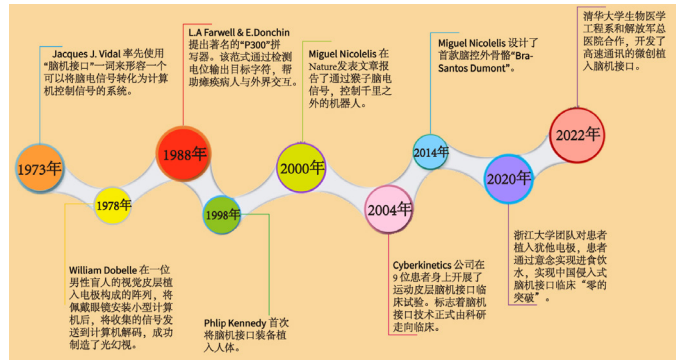 Jacques J. Vidal 率先使用
“脑机接口”一词来形容一个
可以将脑电信号转化为计算
机控制信号的系统。
L.A Farwell & E.Donchin
提出著名的“P300”拼
写器。该范式通过检测
电位输出目标字符，帮
助瘫痪病人与外界交互。
Miguel Nicolelis 在
Nature发表文章报
告了通过猴子脑电
信号，控制千里之
外的机器人。
Miguel Nicolelis 设计了
首款脑控外骨骼“Bra-
Santos Dumont”。
清华大学生物医学
工程系和解放军总
医院合作，开发了
高速通讯的微创植
入脑机接口。
1973年
1978年
1988年
1998年
2000年
2004年
2014年
2020年
2022年
William Dobelle 在一位
男性盲人的视觉皮层植
入电极构成的阵列，将
佩戴眼镜安装小型计算
机后，将收集的信号发
送到计算机解码，成功
制造了光幻视。
Phlip Kennedy 首次
将脑机接口装备植
入人体。
Cyberkinetics 公司在
9 位患者身上开展了
运动皮层脑机接口临
床试验。标志着脑机
接口技术正式由科研
走向临床。
浙江大学团队对患者
植入犹他电极，患者
通过意念实现进食饮
水，实现中国侵入式
脑机接口临床“零的
突破”。